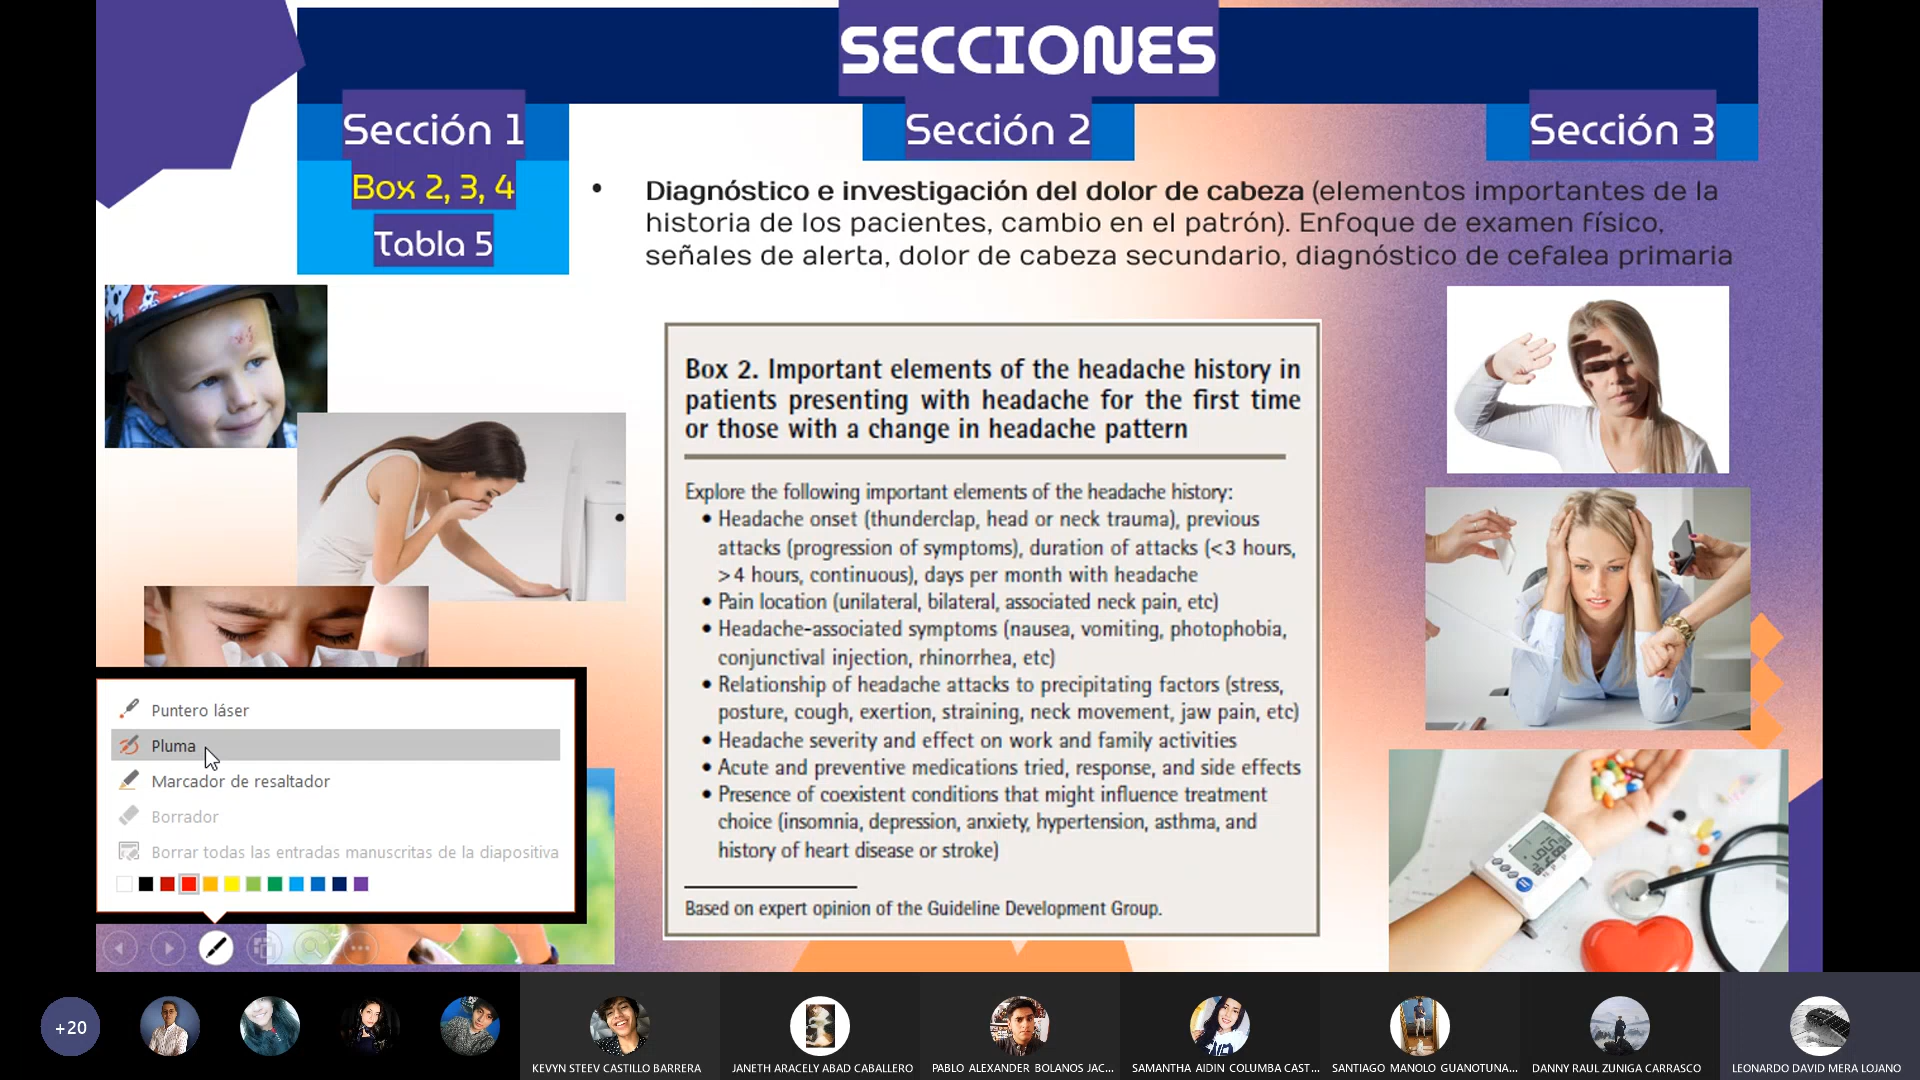 SECCIONES
Sección 1
Sección 2
Sección 3
Box 2, 3, 4
Tabla 5
• Diagnóstico e investigación del dolor de cabeza (elementos importantes de la
historia de los pacientes, cambio en el patrón). Enfoque de examen físico,
señales de alerta, dolor de cabeza secundario, diagnóstico de cefalea primaria
Box 2. Important elements of the headache history in
patients presenting with headache for the first time
or those with a change in headache pattern
Explore the following important elements of the headache history:
• Headache onset (thunderclap, head or neck trauma), previous
attacks (progression of symptoms), duration of attacks (<3 hours,
>4 hours, continuous), days per month with headache
• Pain location (unilateral, bilateral, associated neck pain, etc)
• Headache-associated symptoms (nausea, vomiting, photophobia,
conjunctival injection, rhinorrhea, etc)
• Relationship of headache attacks to precipitating factors (stress,
posture, cough, exertion, straining, neck movement, jaw pain, etc)
• Headache severity and effect on work and family activities
• Acute and preventive medications tried, response, and side effects
• Presence of coexistent conditions that might influence treatment
choice (insomnia, depression, anxiety, hypertension, asthma, and
history of heart disease or stroke)
Based on expert opinion of the Guideline Development Group.
Puntero láser
Pluma
Marcador de resaltador
Borrador
Borrar todas las entradas manuscritas de la diapositiva
+20
KEVYN STEEV CASTILLO BARRERA
JANETH ARACELY ABAD CABALLERO
PABLO ALEXANDER BOLANOS JAC...
SAMANTHA AIDIN COLUMBA CAST...
SANTIAGO MANOLO GUANOTUNA...
DANNY RAUL ZUNIGA CARRASCO
LEONARDO DAVID MERA LOJANO